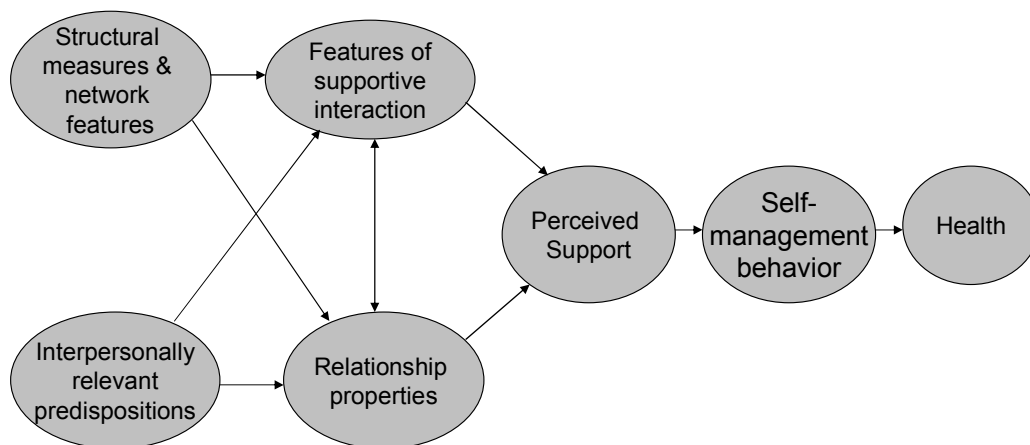 Structural
measures &
network
features
Features of
supportive
interaction
Perceived
Support
Self-
management
behavior
Health
Interpersonally
relevant
predispositions
Relationship
properties